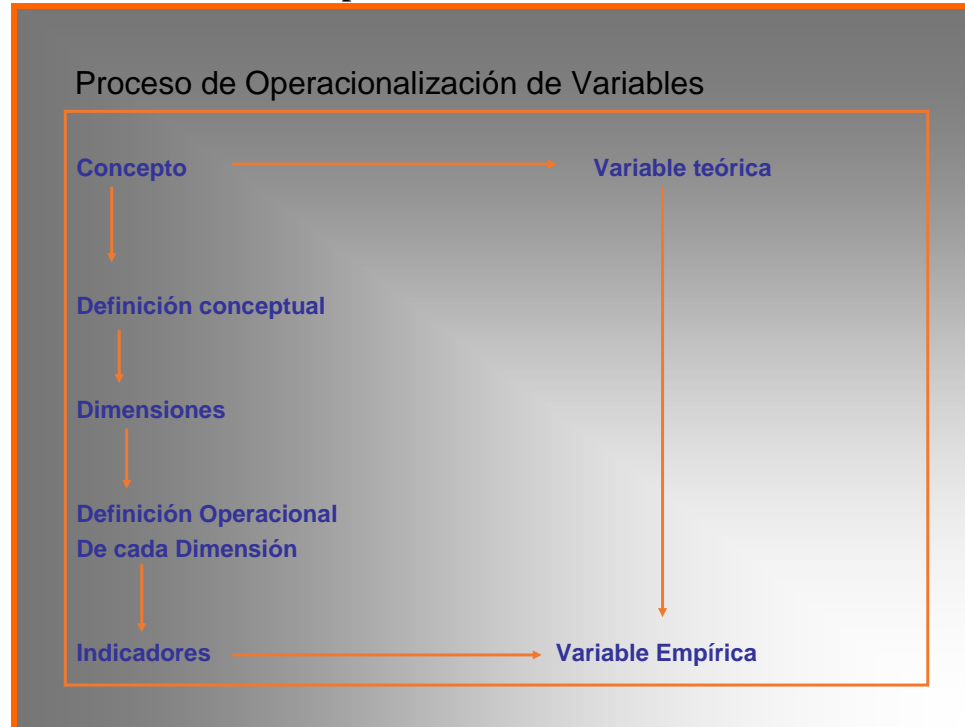 Proceso de Operacionalización de Variables
Concepto
Variable teórica
Definición conceptual
Dimensiones
Definición Operacional
De cada Dimensión
Indicadores
Variable Empírica